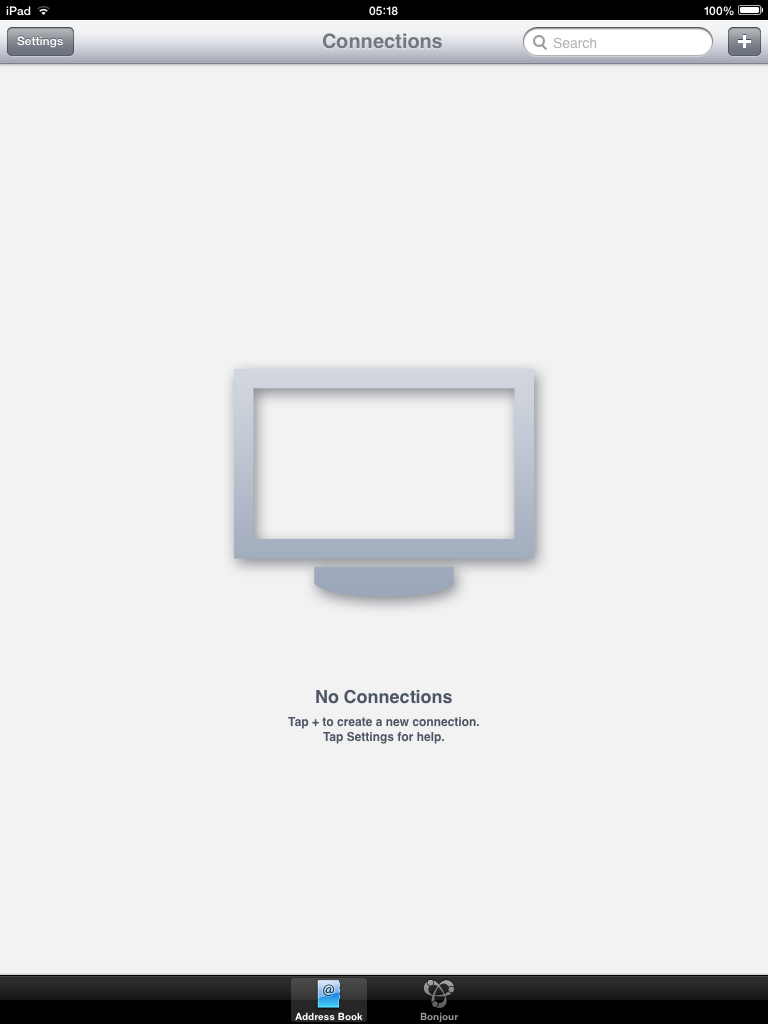 iPad 05:18 100%
Settings Connections Search +
No Connections
Tap + to create a new connection.
Tap Settings for help.
@
Address Book Bonjour